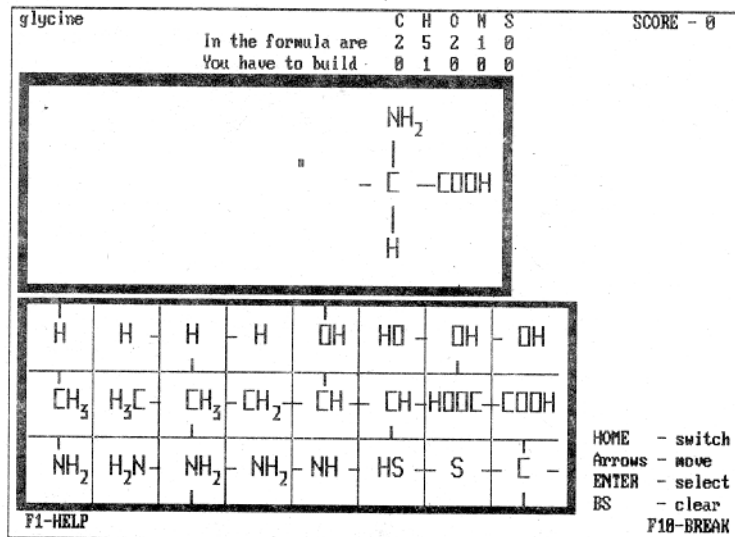 glycine C H O N S SCORE - 0
In the formula are 2 5 2 1 0
You have to build 0 1 0 0 0
NH2
- C -COOH
H
H H - H - H OH HO - OH - OH
CH3 H3C- CH3 -CH2- CH - CH -HOOC- -COOH
NH2 H2N- NH2 -NH2 -NH - HS - - S - - C -
HOME - switch
Arrows - move
ENTER - select
BS - clear
F1-HELP F10-BREAK